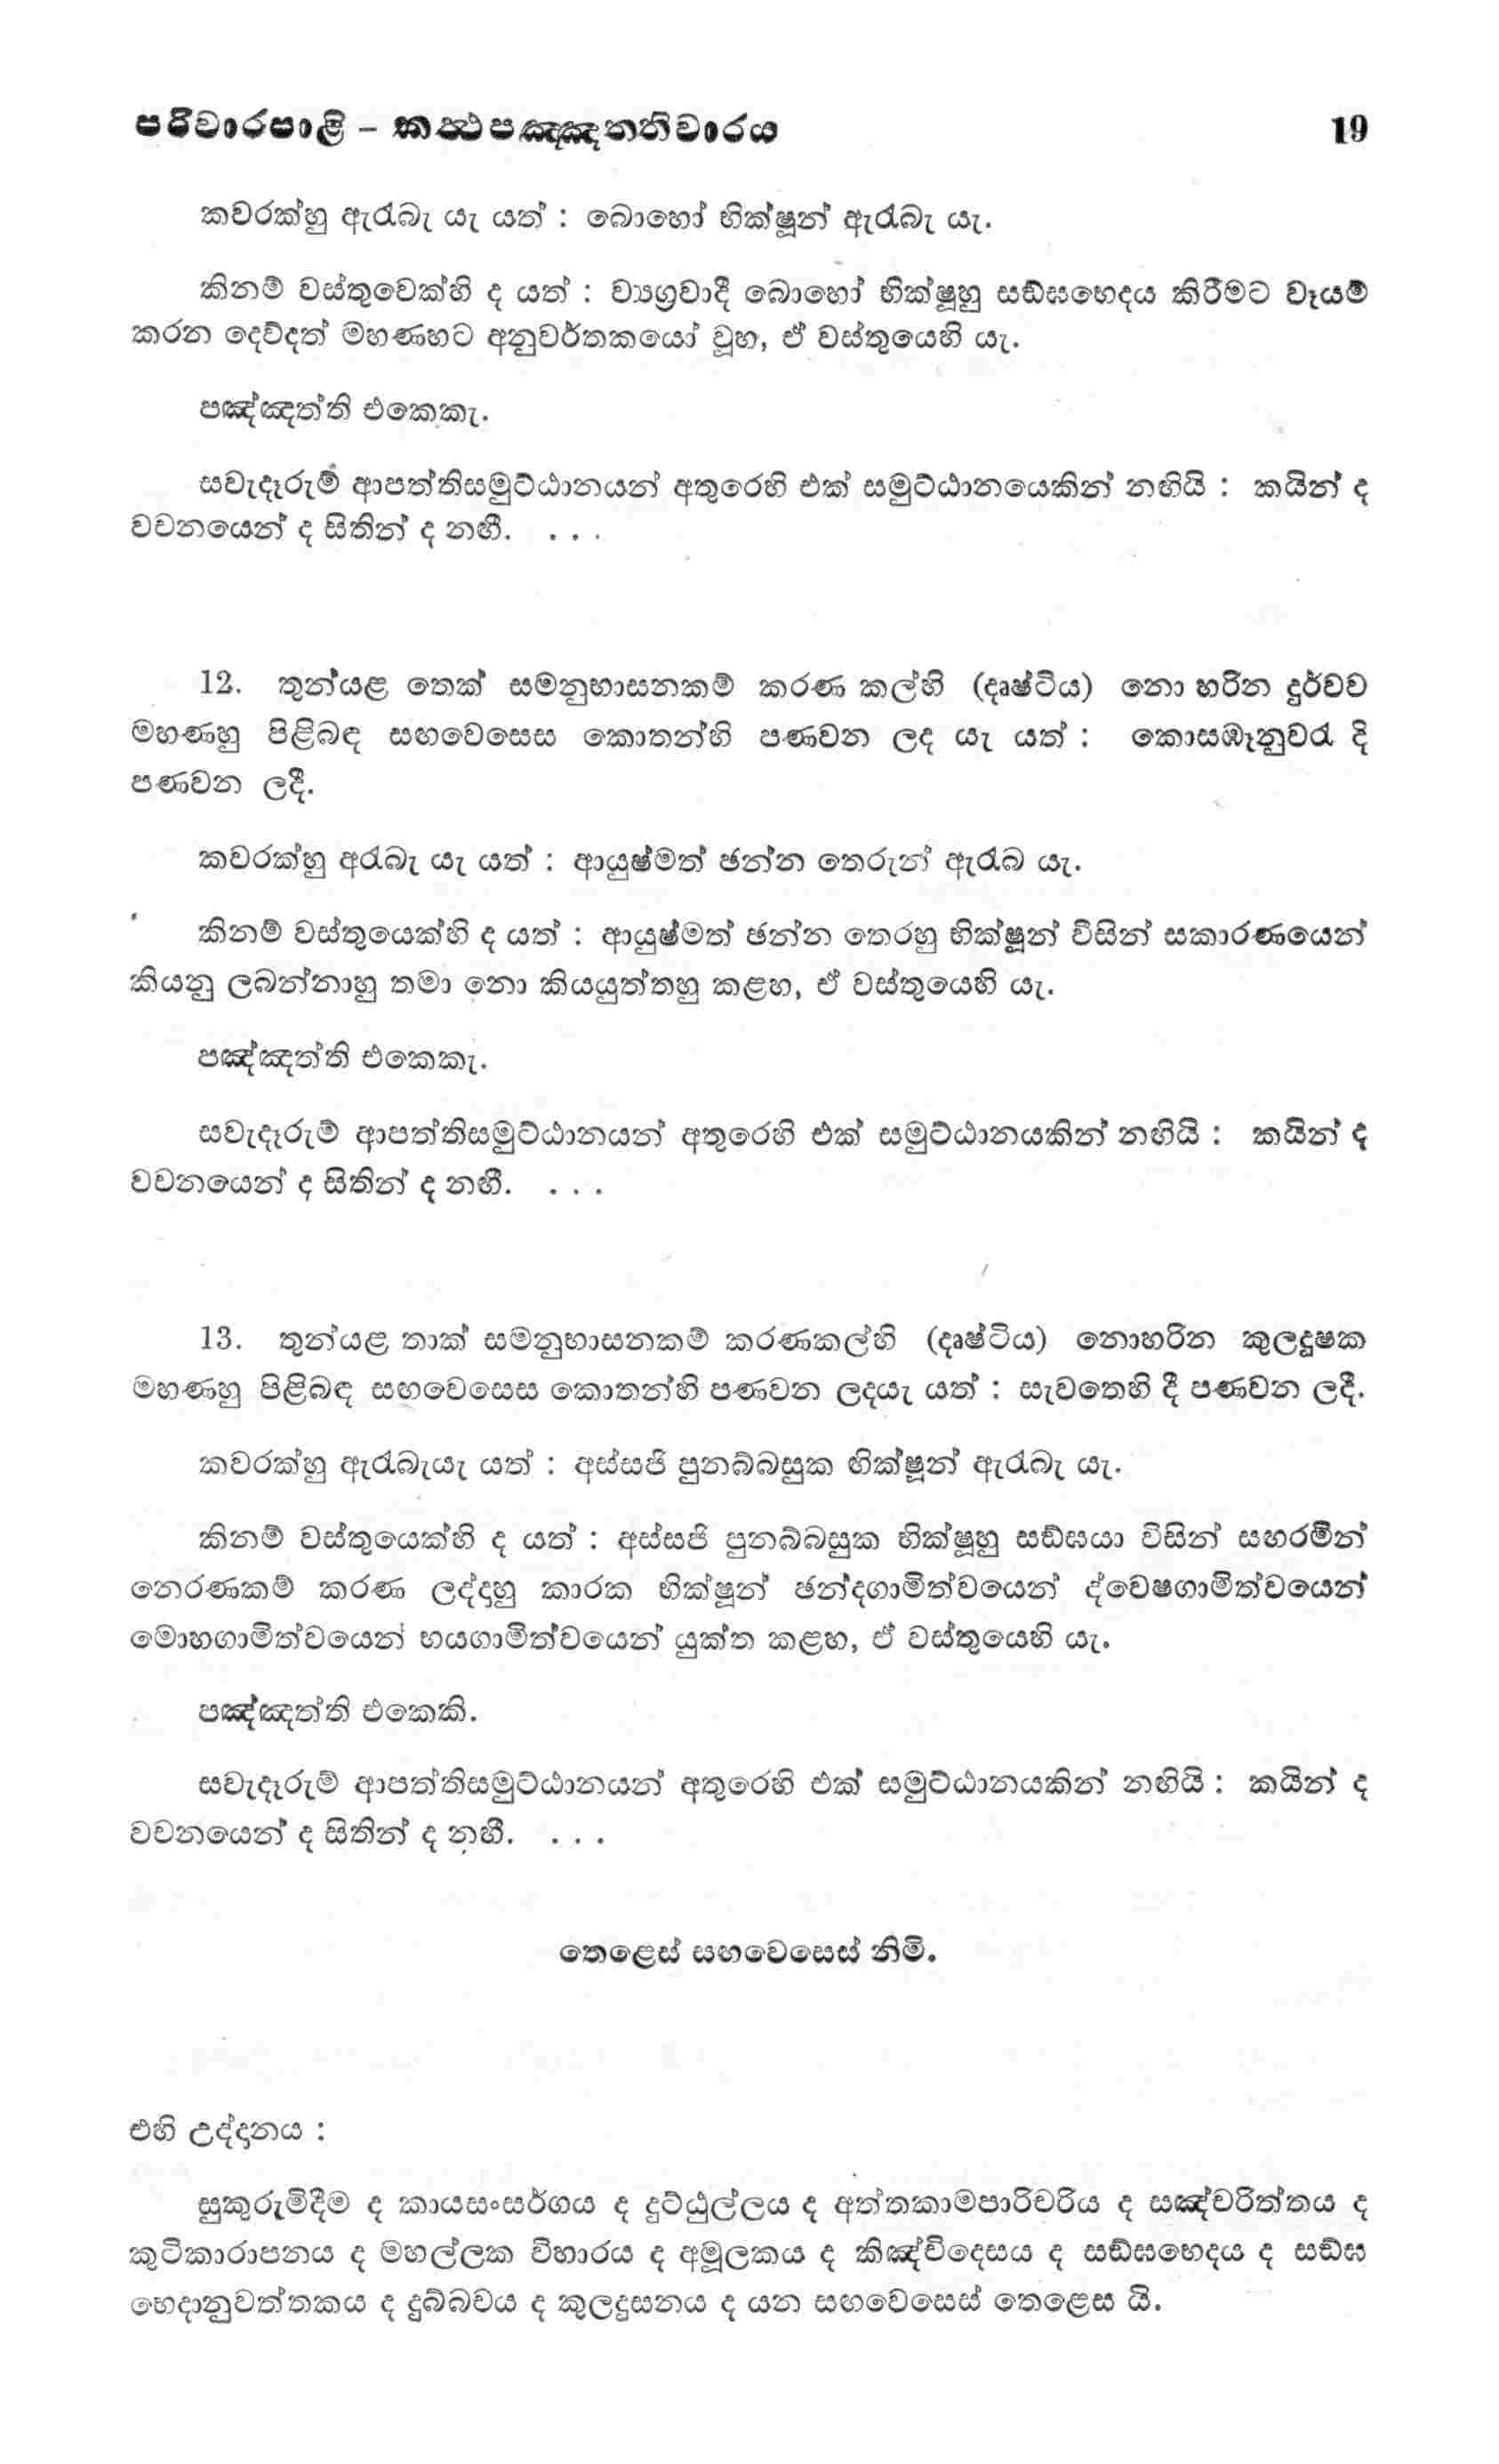 පරිවාරපාළි – කත්‍ථපඤ්ඤත්තිවාරය 19
කවරක්හු ඇරැබැ යැ යත් : බොහෝ භික්ෂූන් ඇරැබැ යැ.
කිනම් වස්තුවෙක්හි ද යත් : ව්‍යග්‍රවාදී බොහෝ භික්ෂූහු සඞ්ඝභෙදය කිරීමට වෑයම්
කරන දෙව්දත් මහණහට අනුවර්තකයෝ වූහ, ඒ වස්තුයෙහි යැ.
පඤ්ඤත්ති එකෙකැ.
සවැදෑරුම් ආපත්තිසමුට්ඨානයන් අතුරෙහි එක් සමුට්ඨානයෙකින් නඟියි : කයින් ද
වචනයෙන් ද සිතින් ද නඟී. . . .
12. තුන්යළ තෙක් සමනුභාසනකම් කරණ කල්හි (දෘෂ්ටිය) නො හරින දුර්වච
මහණහු පිළිබඳ සඟවෙසෙස කොතන්හි පණවන ලද යැ යත් : කොසඹෑනුවරැ දි
පණවන ලදී.
කවරක්හු අරැබැ යැ යත් : ආයුෂ්මත් ඡන්න තෙරුන් ඇරැබ යැ.
කිනම් වස්තුයෙක්හි ද යත් : ආයුෂ්මත් ඡන්න තෙරහු භික්ෂූන් විසින් සකාරණයෙන්
කියනු ලබන්නාහු තමා නො කියයුත්තහු කළහ, ඒ වස්තුයෙහි යැ.
පඤ්ඤත්ති එකෙකැ.
සවැදෑරුම් ආපත්තිසමුට්ඨානයන් අතුරෙහි එක් සමුට්ඨානයකින් නඟියි : කයින් ද
වචනයෙන් ද සිතින් ද නඟී. . . .
13. තුන්යළ තාක් සමනුභාසනකම් කරණකල්හි (දෘෂ්ටිය) නොහරින කුලදූෂක
මහණහු පිළිබඳ සඟවෙසෙස කොතන්හි පණවන ලදයැ යත් : සැවතෙහි දී පණවන ලදී.
කවරක්හු ඇරැබැයැ යත් : අස්සජි පුනබ්බසුක භික්ෂූන් ඇරැබැ යැ.
කිනම් වස්තුයෙක්හි ද යත් : අස්සජි පුනබ්බසුක භික්ෂූහු සඞ්ඝයා විසින් සහරමින්
නෙරණකම් කරණ ලද්දාහු කාරක භික්ෂූන් ඡන්දගාමිත්වයෙන් ද්වෙෂගාමිත්වයෙන්
මොහගාමිත්වයෙන් භයගාමිත්වයෙන් යුක්ත කළහ, ඒ වස්තුයෙහි යැ.
පඤ්ඤත්ති එකෙකි.
සවැදෑරුම් ආපත්තිසමුට්ඨානයන් අතුරෙහි එක් සමුට්ඨානයකින් නඟියි : කයින් ද
වචනයෙන් ද සිතින් ද නඟී. . . .
තෙළෙස් සඟවෙසෙස් නිමි.
එහි උද්දානය :
සුකුරුමිදීම ද කායසංසර්ගය ද දුට්ඨුල්ලය ද අත්තකාමපාරිචරිය ද සඤ්චරිත්තය ද
කුටිකාරාපනය ද මහල්ලක විහාරය ද අමූලකය ද කිඤ්චිදෙසය ද සඞ්ඝභෙදය ද සඞ්ඝ
භෙදානුවත්තකය ද දුබ්බචය ද කුලදූසනය ද යන සඟවෙසෙස් තෙළෙස යි.